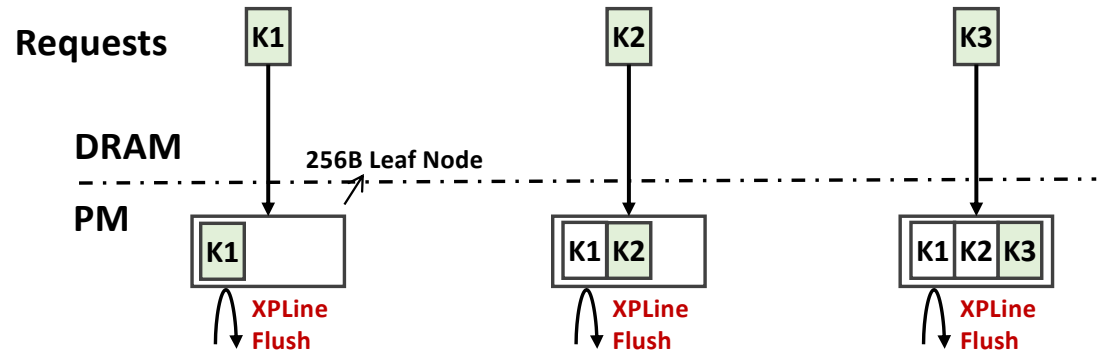 Requests
K1
K2
K3
DRAM
256B Leaf Node
PM
K1
K1 K2
K1 K2 K3
XPLine
Flush
XPLine
Flush
XPLine
Flush